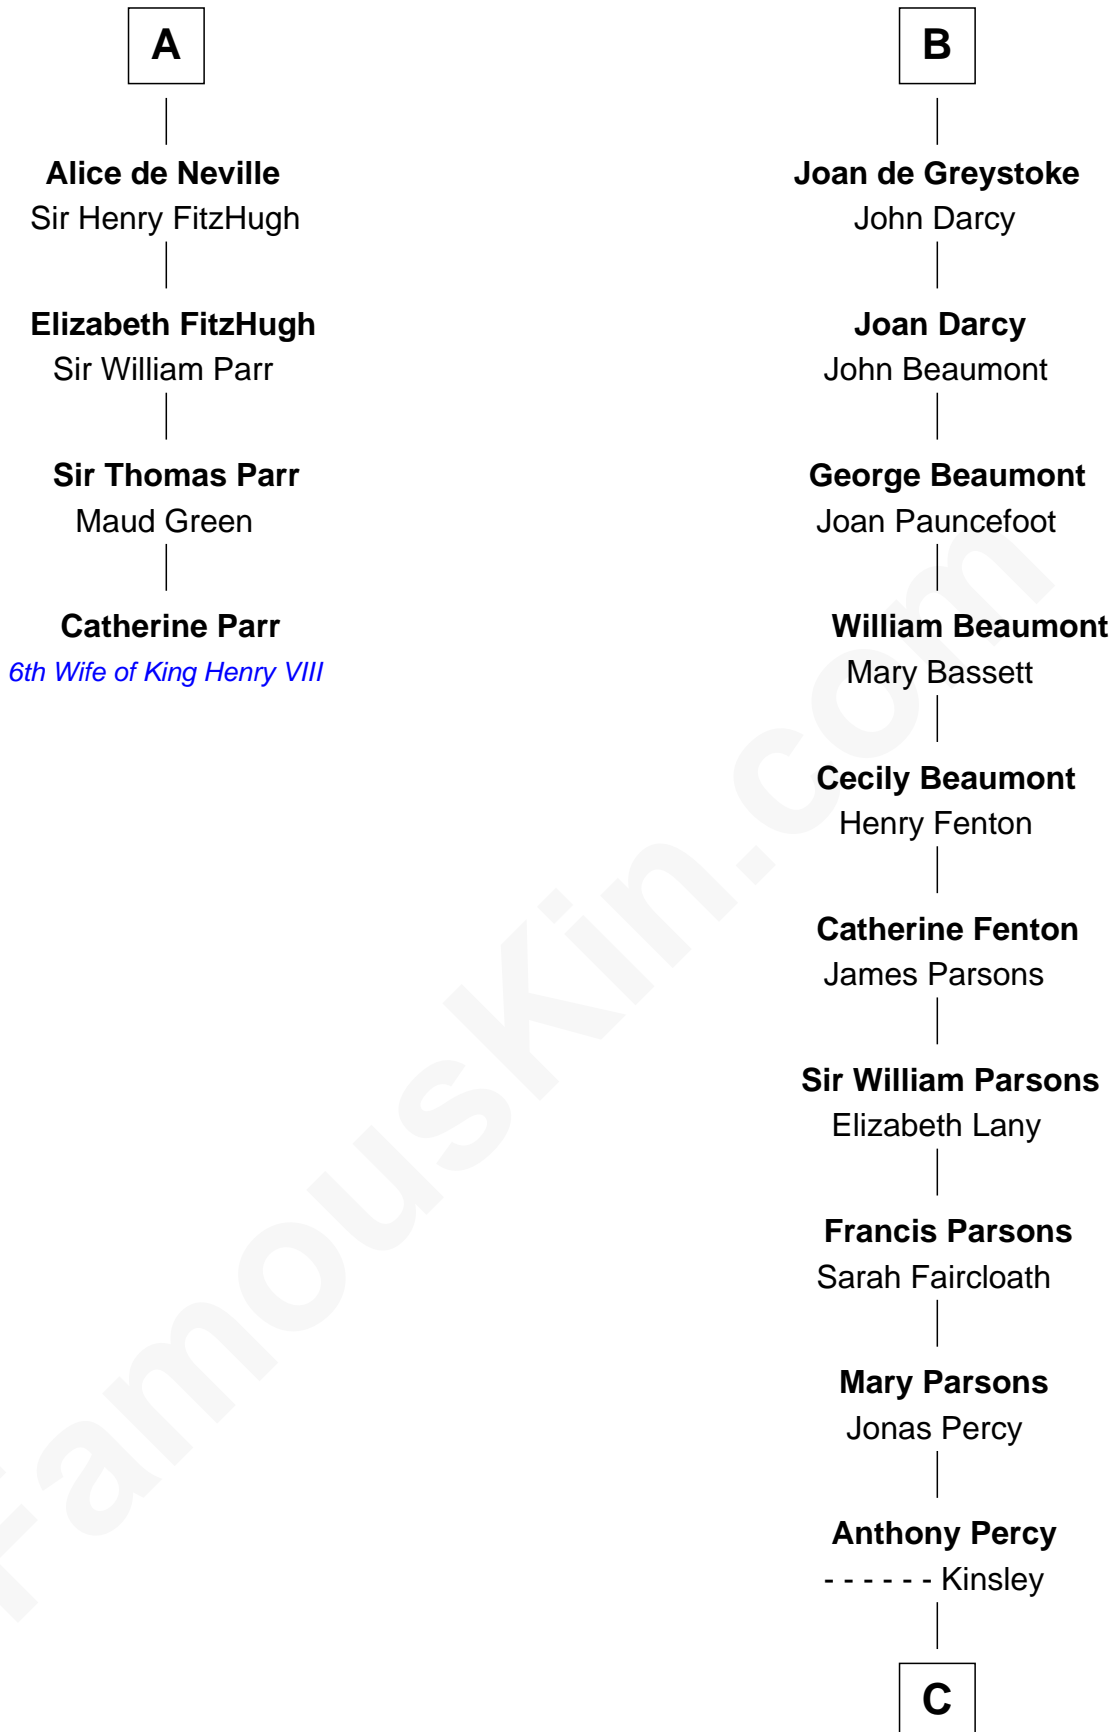 A
Alice de Neville
Sir Henry FitzHugh
Elizabeth FitzHugh
Sir William Parr
Sir Thomas Parr
Maud Green
Catherine Parr
6th Wife of King Henry VIII
B
Joan de Greystoke
John Darcy
Joan Darcy
John Beaumont
George Beaumont
Joan Pauncefoot
William Beaumont
Mary Bassett
Cecily Beaumont
Henry Fenton
Catherine Fenton
James Parsons
Sir William Parsons
Elizabeth Lany
Francis Parsons
Sarah Faircloath
Mary Parsons
Jonas Percy
Anthony Percy
- - - - - - Kinsley
C
FamousKin.com